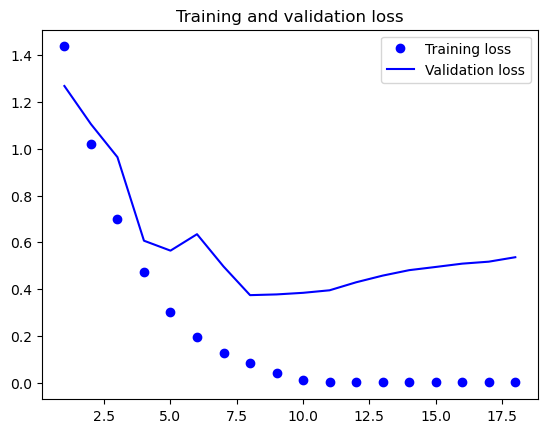 Training and validation loss
Training loss
Validation loss
1.4
1.2
1.0
0.8
0.6
0.4
0.2
0.0
2.5 5.0 7.5 10.0 12.5 15.0 17.5